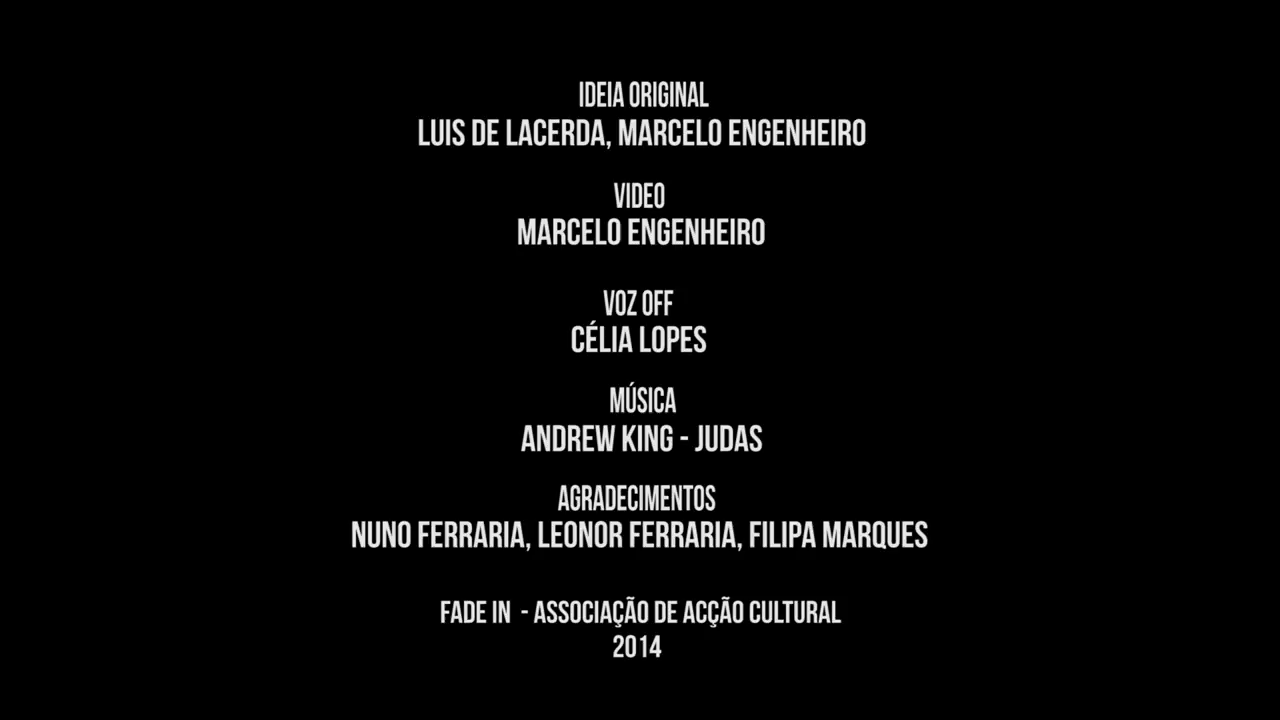 IDEIA ORIGINAL
LUIS DE LACERDA, MARCELO ENGENHEIRO
VIDEO
MARCELO ENGENHEIRO
VOZ OFF
CÉLIA LOPES
MÚSICA
ANDREW KING - JUDAS
AGRADECIMENTOS
NUNO FERRARIA, LEONOR FERRARIA, FILIPA MARQUES
FADE IN - ASSOCIAÇÃO DE ACÇÃO CULTURAL
2014